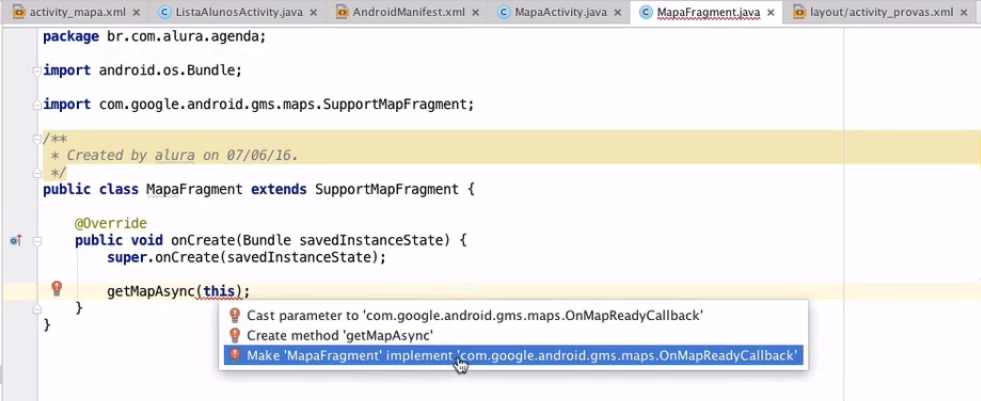 activity_mapa.xml ListaAlunosActivity.java AndroidManifest.xml MapaActivity.java MapaFragment.java layout/activity_provas.xml
package br.com.alura.agenda;
import android.os.Bundle;
import com.google.android.gms.maps.SupportMapFragment;
/**
* Created by alura on 07/06/16.
*/
public class MapaFragment extends SupportMapFragment {
@Override
public void onCreate(Bundle savedInstanceState) {
super.onCreate(savedInstanceState);
getMapAsync(this);
}
}
Cast parameter to 'com.google.android.gms.maps.OnMapReadyCallback'
Create method 'getMapAsync'
Make 'MapaFragment' implement 'com.google.android.gms.maps.OnMapReadyCallback'